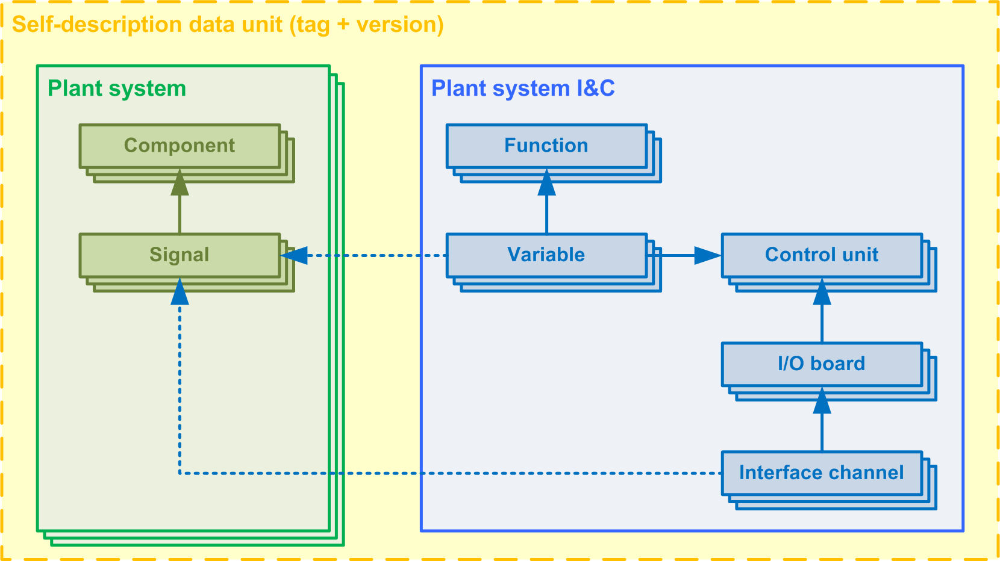 Self-description data unit (tag + version)
Plant system
Component
Signal
Plant system I&C
Function
Variable
Control unit
I/O board
Interface channel